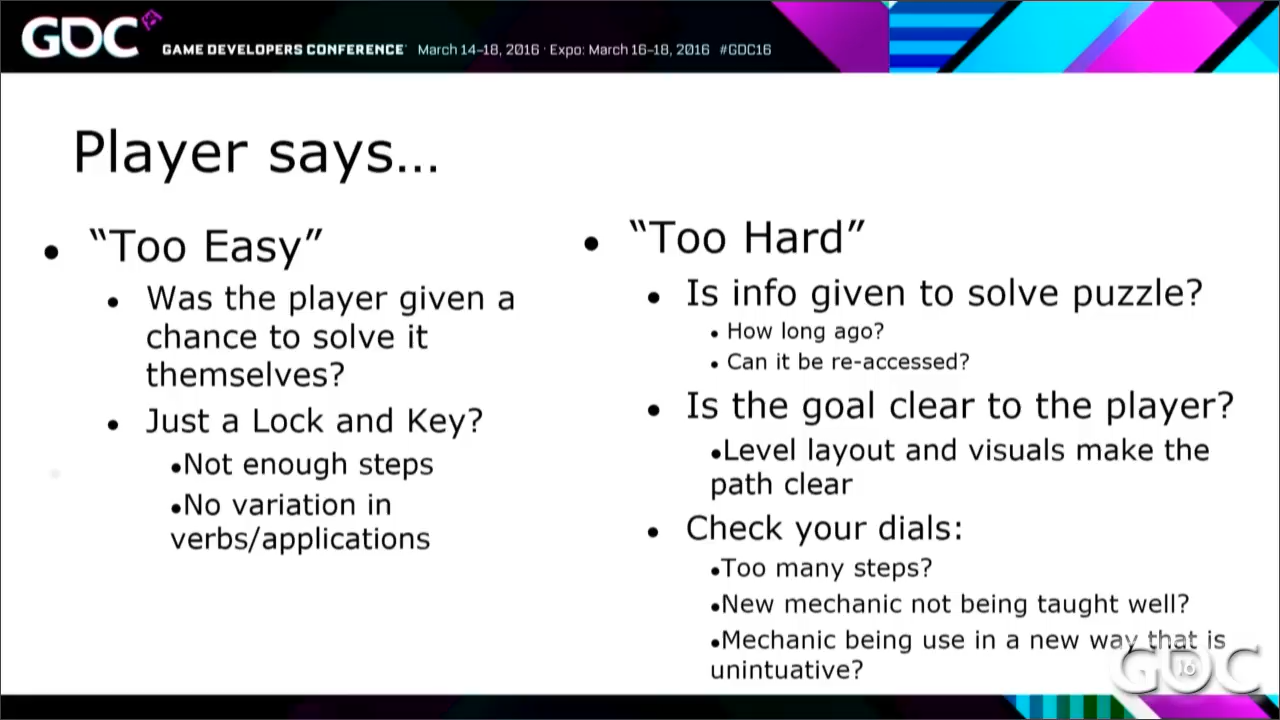 GDC
GAME DEVELOPERS CONFERENCE March 14-18, 2016 · Expo: March 16-18, 2016 #GDC16
Player says…
• “Too Easy”
• Was the player given a
chance to solve it
themselves?
• Just a Lock and Key?
•Not enough steps
•No variation in
verbs/applications
• “Too Hard”
• Is info given to solve puzzle?
• How long ago?
• Can it be re-accessed?
• Is the goal clear to the player?
•Level layout and visuals make the
path clear
• Check your dials:
•Too many steps?
•New mechanic not being taught well?
•Mechanic being use in a new way that is
unintuative?
GDC
16